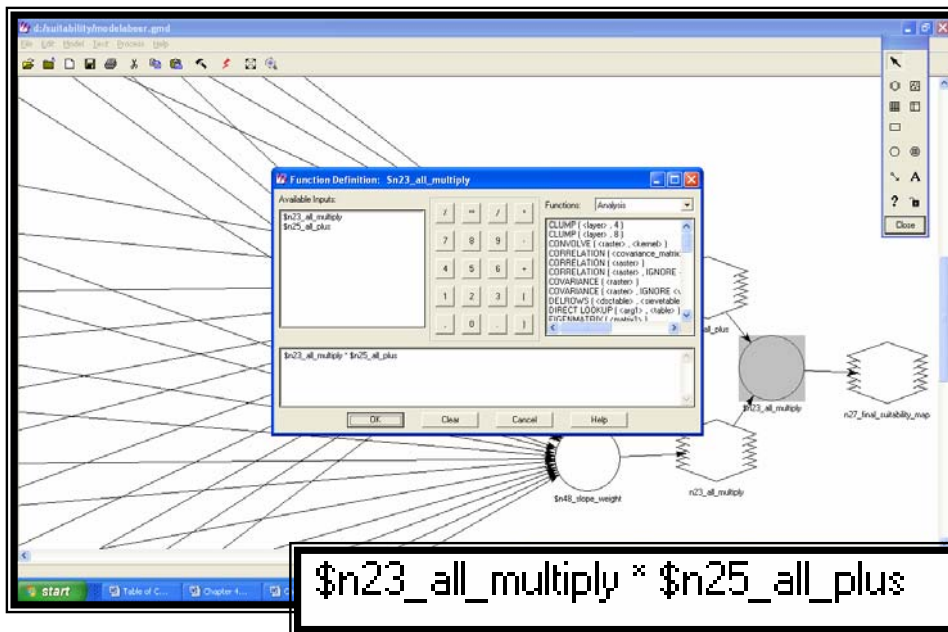 d:/suitability/modelabeer.gmd
File Edit Model Text Process Help
Function Definition: $n23_all_multiply
Available Inputs:
$n23_all_multiply
$n25_all_plus
Functions: Analysis
CLUMP ( <layer> , 4 )
CLUMP ( <layer> , 8 )
CONVOLVE ( <raster> , <kernel> )
CORRELATION ( <covariance_matrix
CORRELATION ( <raster> )
CORRELATION ( <raster> , IGNORE
COVARIANCE ( <raster> )
COVARIANCE ( <raster> , IGNORE <v
DELROWS ( <dsctable> , <sievetable
DIRECT LOOKUP ( <arg1> , <table> )
EIGENMATRIX ( <matrix1> )
7 8 9 -
4 5 6 +
1 2 3 (
, 0 . )
$n23_all_multiply * $n25_all_plus
OK Clear Cancel Help
Close
all_plus
$n23_all_multiply
n27_final_suitability_map
n23_all_multiply
$n48_slope_weight
start Table of C... Chapter 4...
$n23_all_multiply * $n25_all_plus